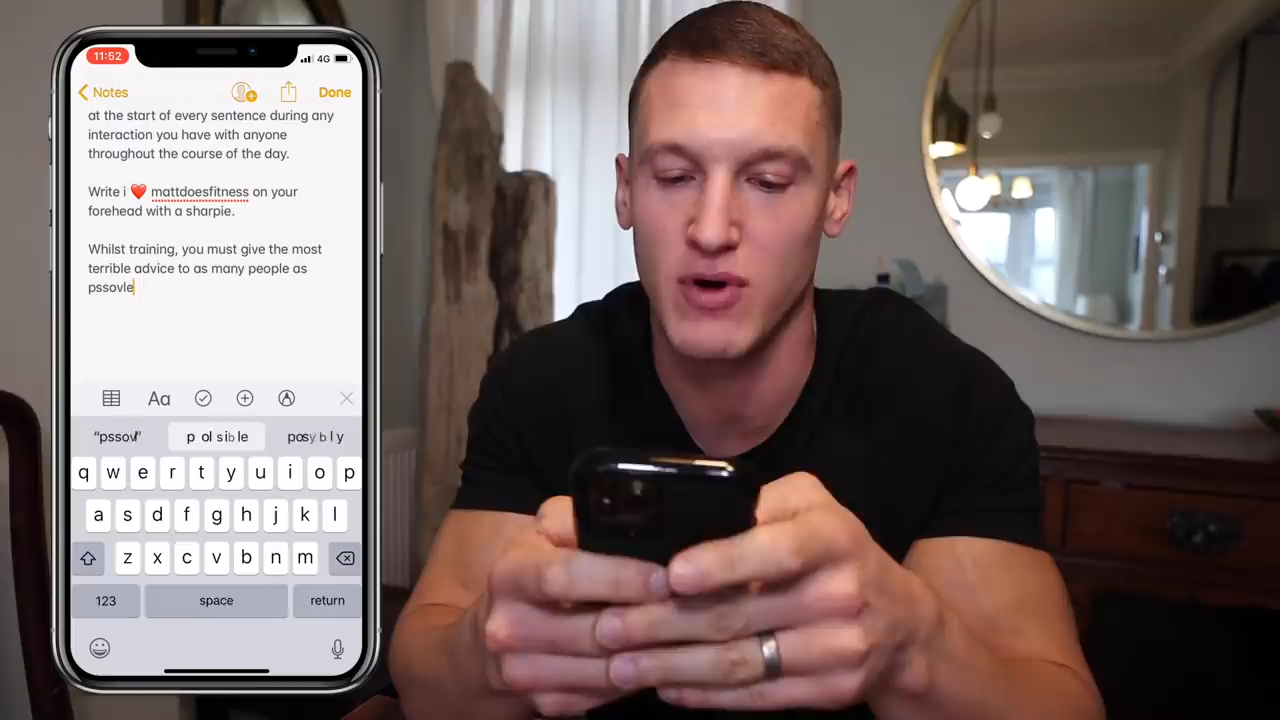 11:52
4G
Notes
Done
at the start of every sentence during any
interaction you have with anyone
throughout the course of the day.
Write i ❤️ mattdoesfitness on your
forehead with a sharpie.
Whilst training, you must give the most
terrible advice to as many people as
pssovle
Aa
q w e r t y u i o p
a s d f g h j k l
z x c v b n m
123 space return